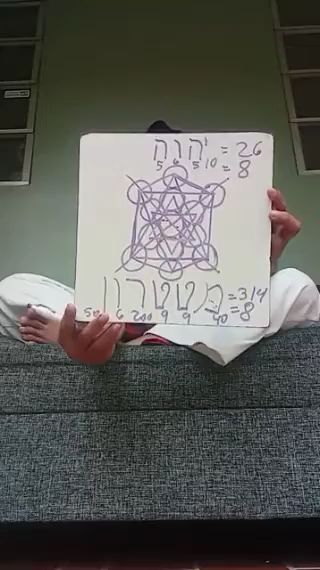 יהוה = 26
5 6 5 10 = 8
מטטרון = 314
50 6 200 9 9 40 = 8